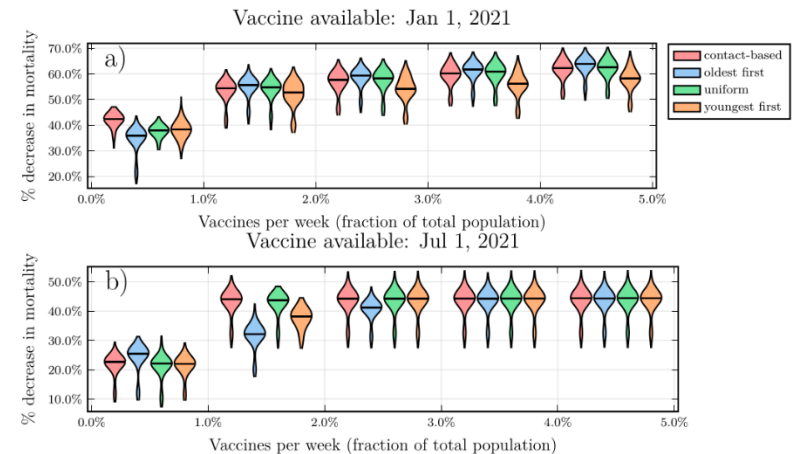 Vaccine available: Jan 1, 2021
a)
% decrease in mortality
70.0%
60.0%
50.0%
40.0%
30.0%
20.0%
0.0% 1.0% 2.0% 3.0% 4.0% 5.0%
Vaccines per week (fraction of total population)
contact-based
oldest first
uniform
youngest first
Vaccine available: Jul 1, 2021
b)
% decrease in mortality
50.0%
40.0%
30.0%
20.0%
10.0%
0.0% 1.0% 2.0% 3.0% 4.0% 5.0%
Vaccines per week (fraction of total population)